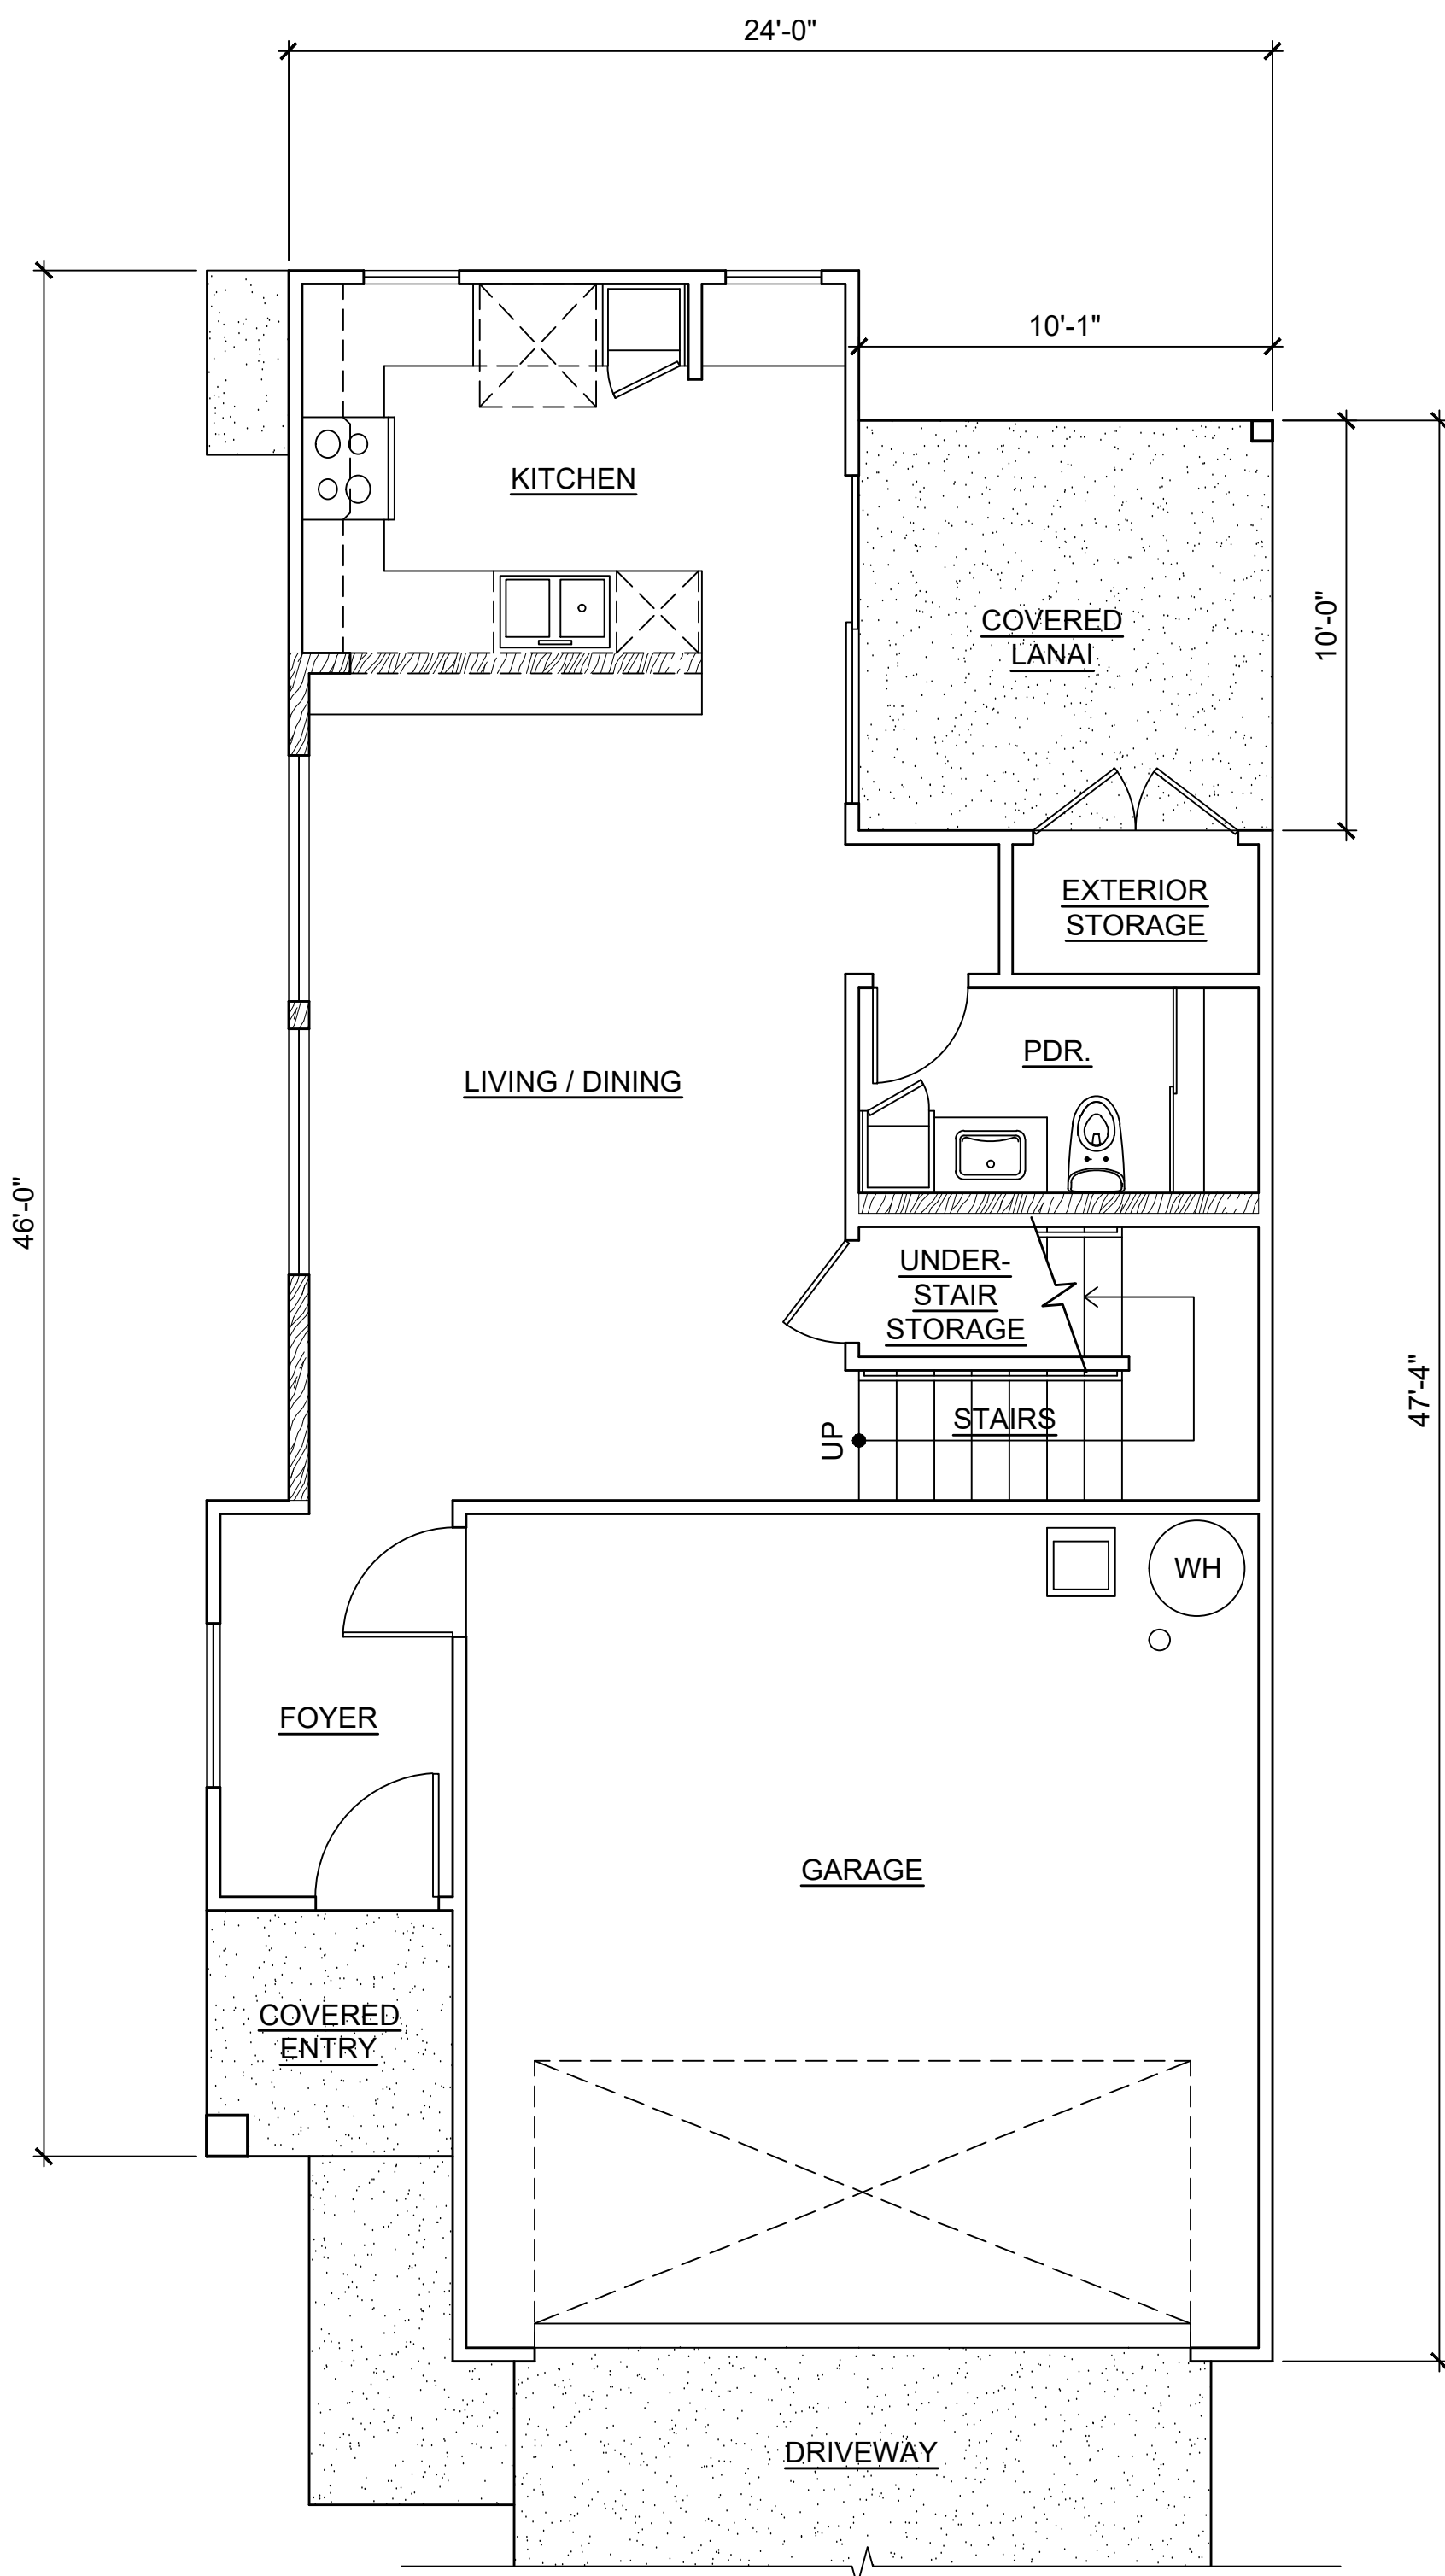 24'-0"
10'-1"
KITCHEN
COVERED
LANAI
10'-0"
EXTERIOR
STORAGE
PDR.
LIVING / DINING
46'-0"
UNDER-
STAIR
STORAGE
47'-4"
STAIRS
UP
WH
FOYER
GARAGE
COVERED
ENTRY
DRIVEWAY